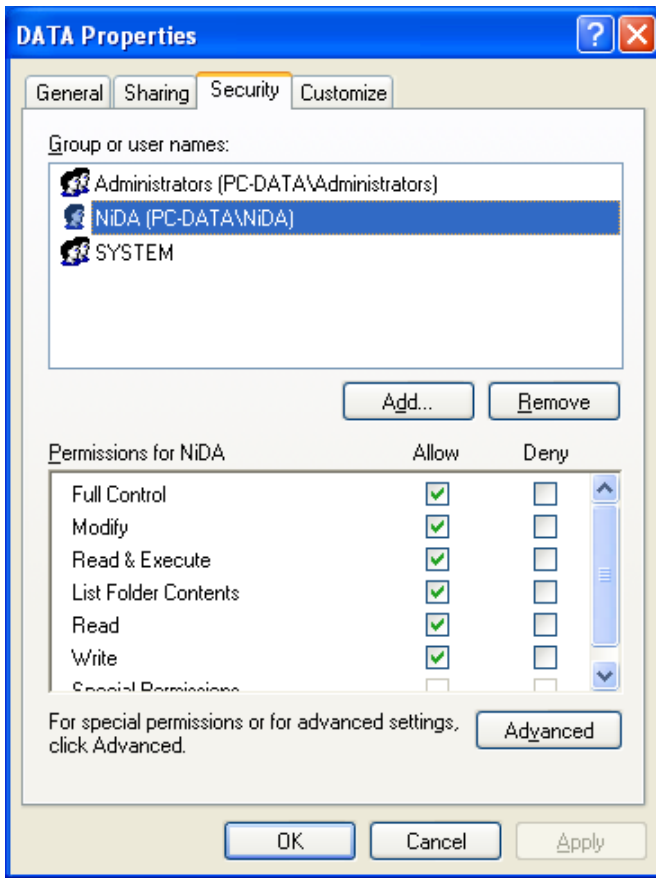 DATA Properties
General Sharing Security Customize
Group or user names:
Administrators (PC-DATA\Administrators)
NiDA (PC-DATA\NiDA)
SYSTEM
Add... Remove
Permissions for NiDA Allow Deny
Full Control
Modify
Read & Execute
List Folder Contents
Read
Write
Special Permissions
For special permissions or for advanced settings,
click Advanced.
Advanced
OK Cancel Apply